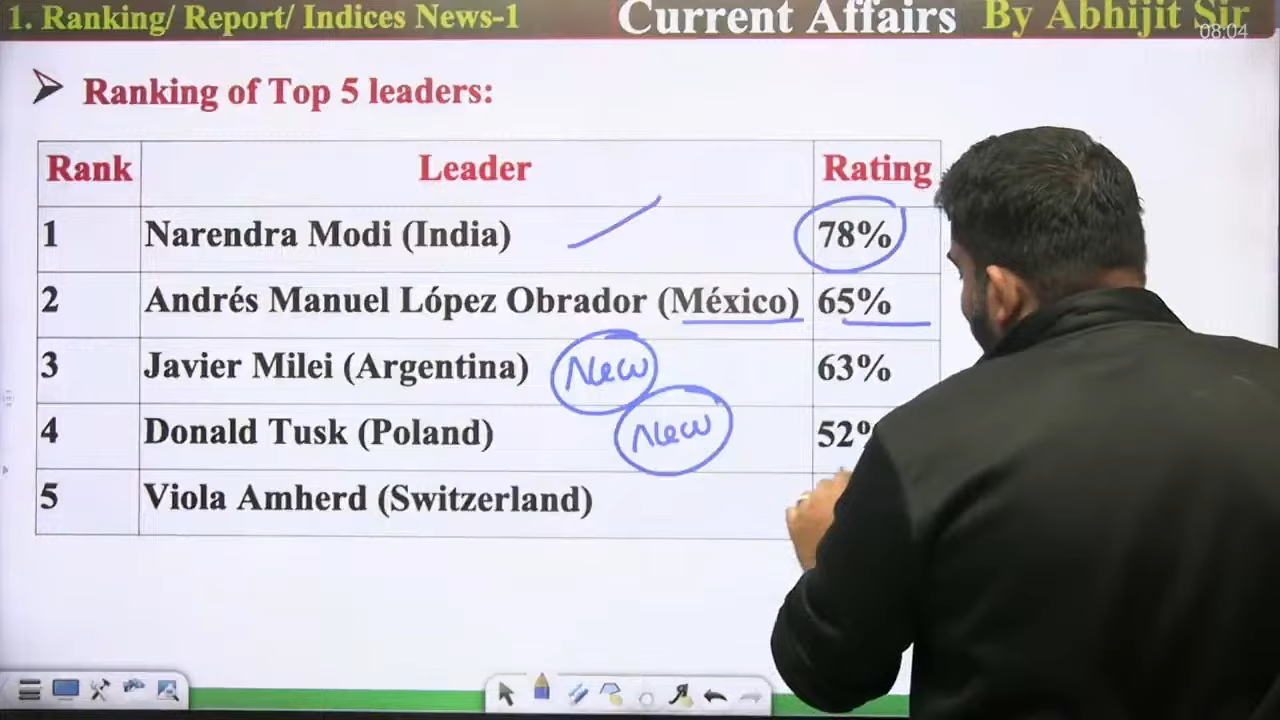 1. Ranking/ Report/ Indices News-1 Current Affairs By Abhijit Sir
08:04
Ranking of Top 5 leaders:
Rank Leader Rating
1 Narendra Modi (India) 78%
2 Andrés Manuel López Obrador (México) 65%
3 Javier Milei (Argentina) New 63%
4 Donald Tusk (Poland) New 52%
5 Viola Amherd (Switzerland)